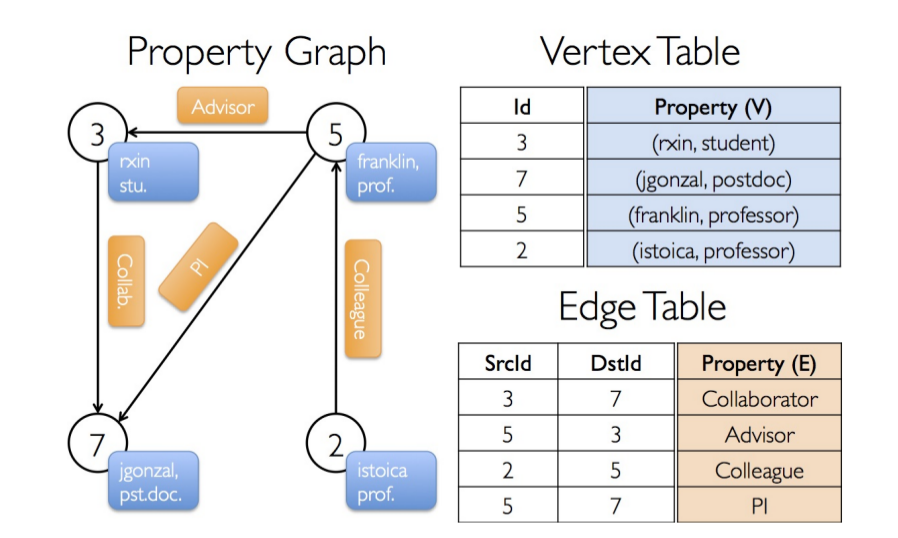 Property Graph
Advisor
3
5
rxin
stu.
franklin,
prof.
Collab.
PI
Colleague
7
2
jgonzal,
pst.doc.
istoica
prof.
Vertex Table
Id Property (V)
3 (rxin, student)
7 (jgonzal, postdoc)
5 (franklin, professor)
2 (istoica, professor)
Edge Table
SrcId DstId Property (E)
3 7 Collaborator
5 3 Advisor
2 5 Colleague
5 7 PI